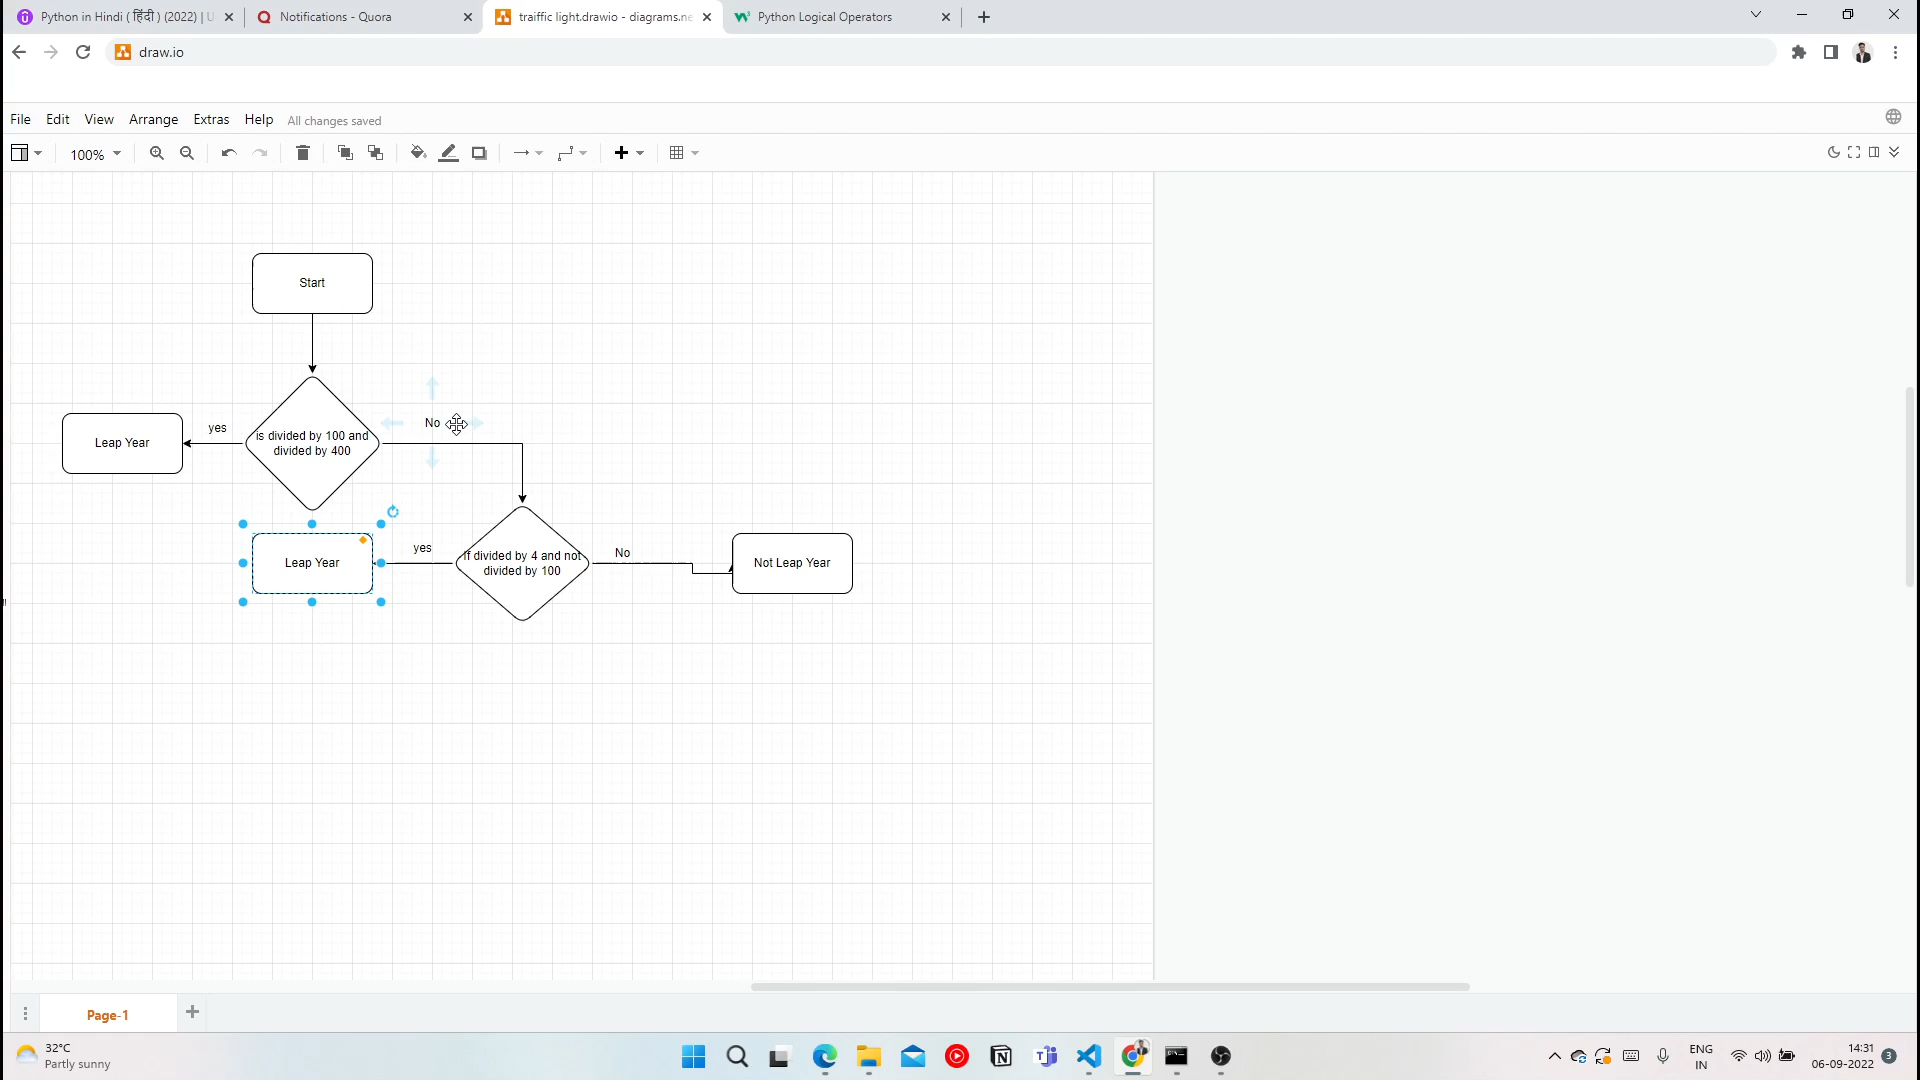 Python in Hindi ( हिंदी ) (2022) | U
Notifications - Quora
traiffic light.drawio - diagrams.ne
Python Logical Operators
draw.io
File Edit View Arrange Extras Help All changes saved
100%
Start
Leap Year
yes
is divided by 100 and
divided by 400
No
Leap Year
yes
If divided by 4 and not
divided by 100
No
Not Leap Year
Page-1
32°C
Partly sunny
ENG
IN
14:31
06-09-2022
3